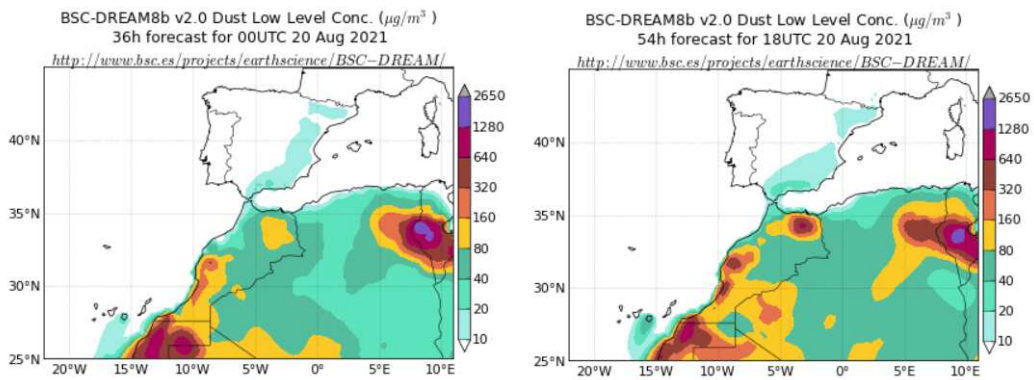 BSC-DREAM8b v2.0 Dust Low Level Conc. (μg/m³ )
36h forecast for 00UTC 20 Aug 2021
http://www.bsc.es/projects/earthscience/BSC−DREAM/
40°N
35°N
30°N
25°N
20°W
15°W
10°W
5°W
0°
5°E
10°E
2650
1280
640
320
160
80
40
20
10
BSC-DREAM8b v2.0 Dust Low Level Conc. (μg/m³ )
54h forecast for 18UTC 20 Aug 2021
http://www.bsc.es/projects/earthscience/BSC−DREAM/
40°N
35°N
30°N
25°N
20°W
15°W
10°W
5°W
0°
5°E
10°E
2650
1280
640
320
160
80
40
20
10